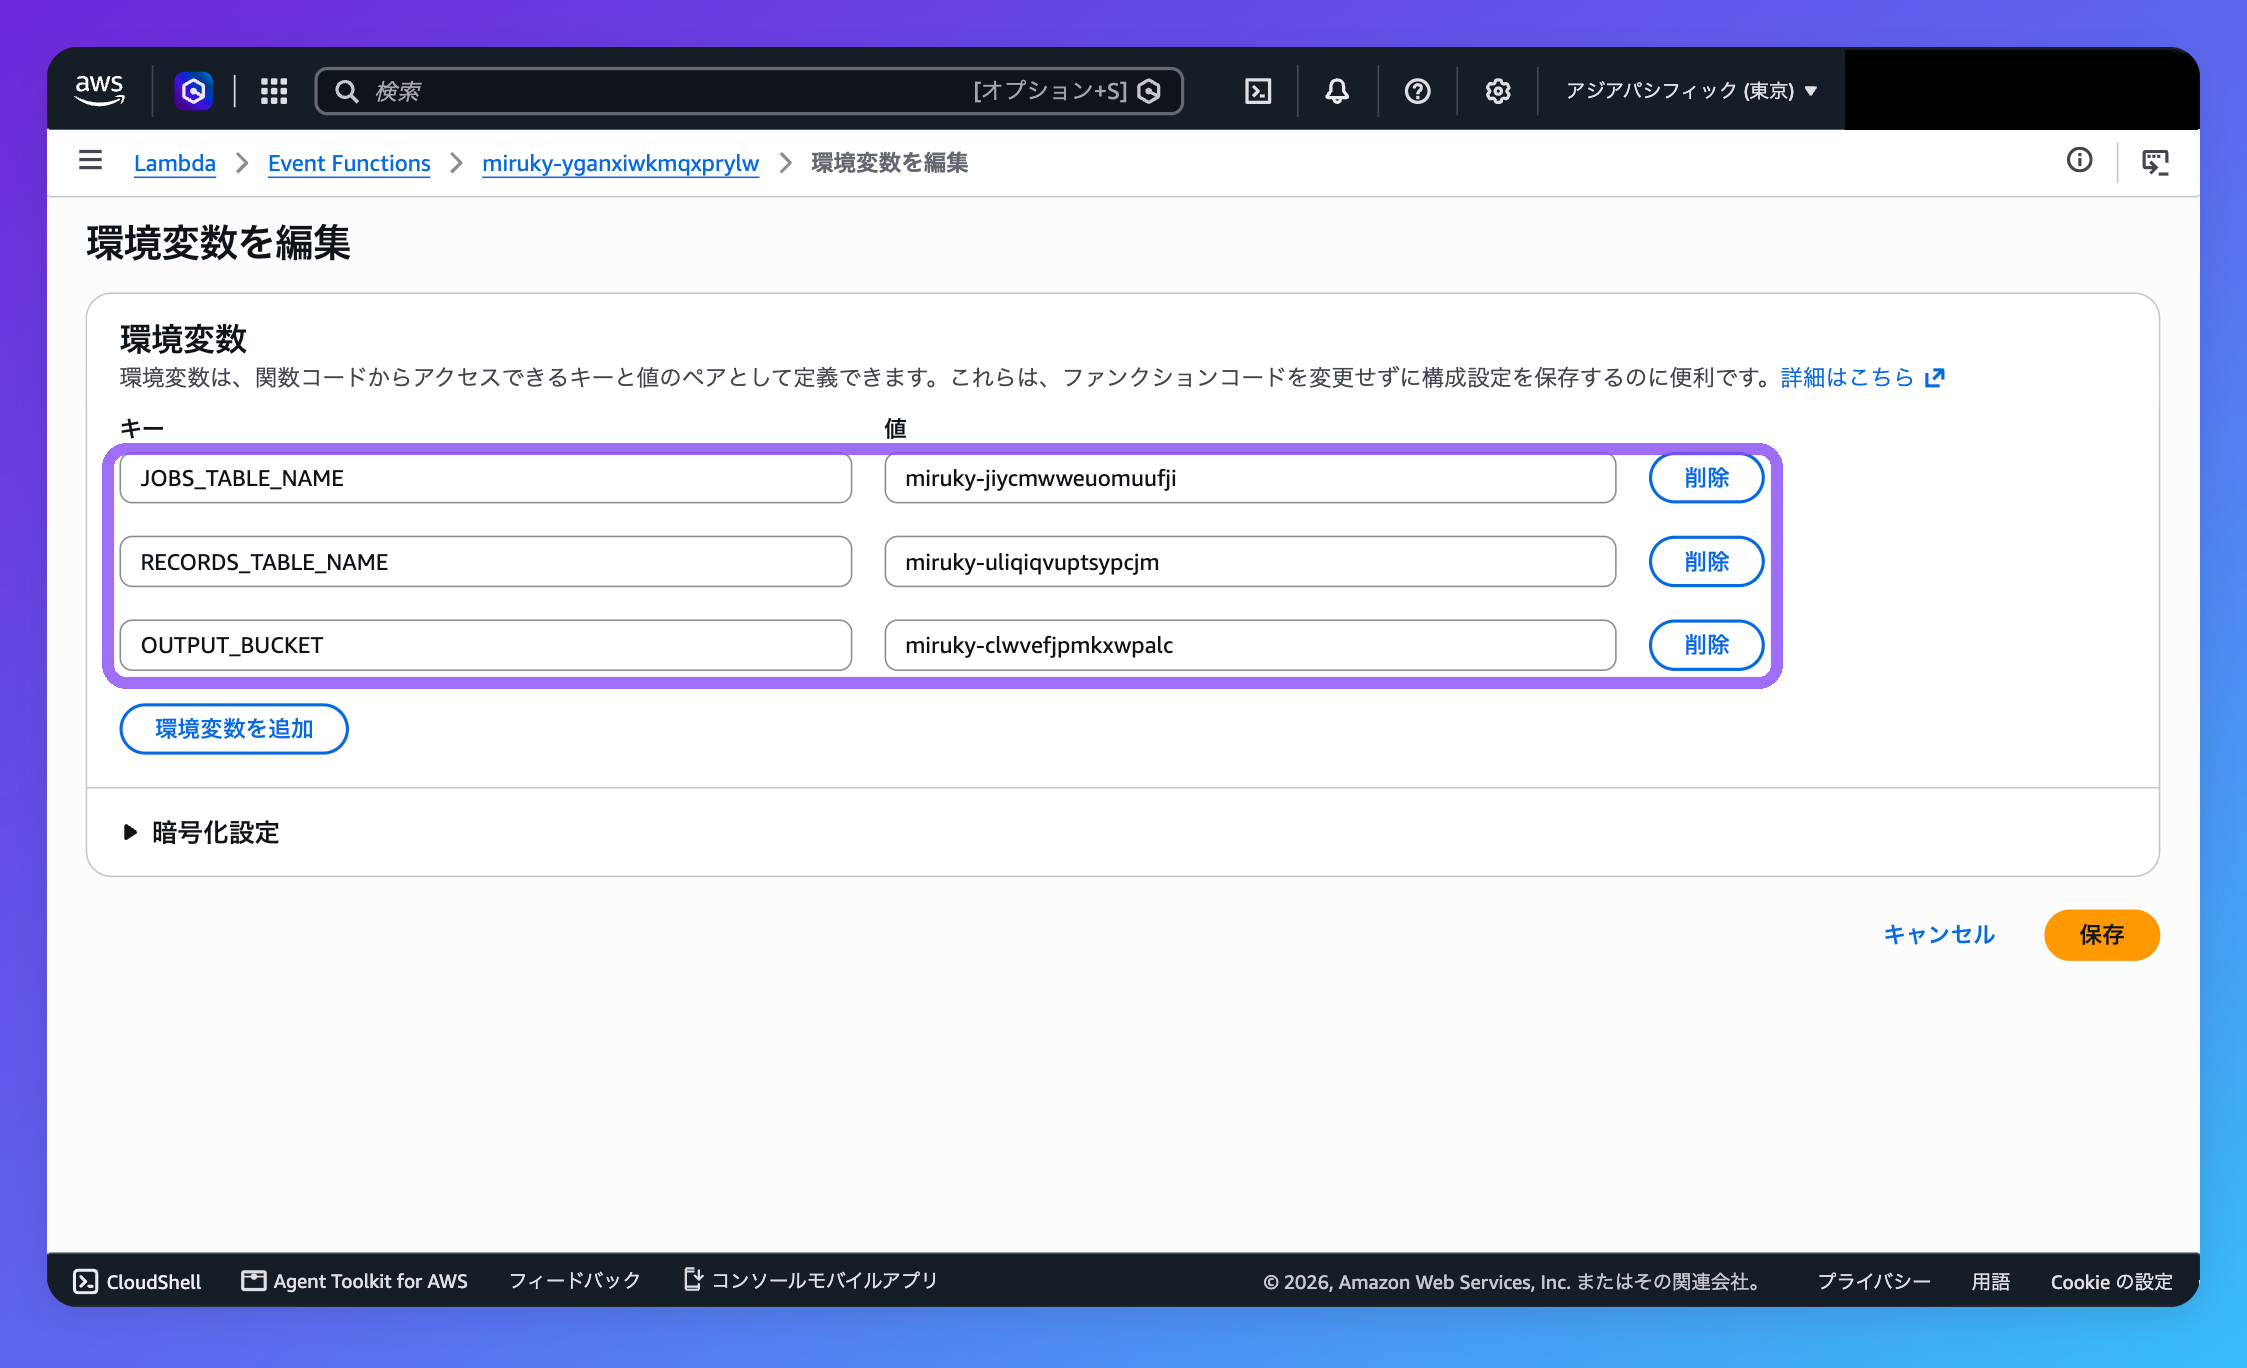 aws
検索 [オプション+S]
アジアパシフィック (東京) ▼
Lambda > Event Functions > miruky-yganxiwkmqxprylw > 環境変数を編集
環境変数を編集
環境変数
環境変数は、関数コードからアクセスできるキーと値のペアとして定義できます。これらは、ファンクションコードを変更せずに構成設定を保存するのに便利です。詳細はこちら
キー 値
JOBS_TABLE_NAME miruky-jiycmwweuomuufji 削除
RECORDS_TABLE_NAME miruky-uliqiqvuptsypcjm 削除
OUTPUT_BUCKET miruky-clwvefjpmkxwpalc 削除
環境変数を追加
▶ 暗号化設定
キャンセル 保存
CloudShell Agent Toolkit for AWS フィードバック コンソールモバイルアプリ © 2026, Amazon Web Services, Inc. またはその関連会社。 プライバシー 用語 Cookie の設定